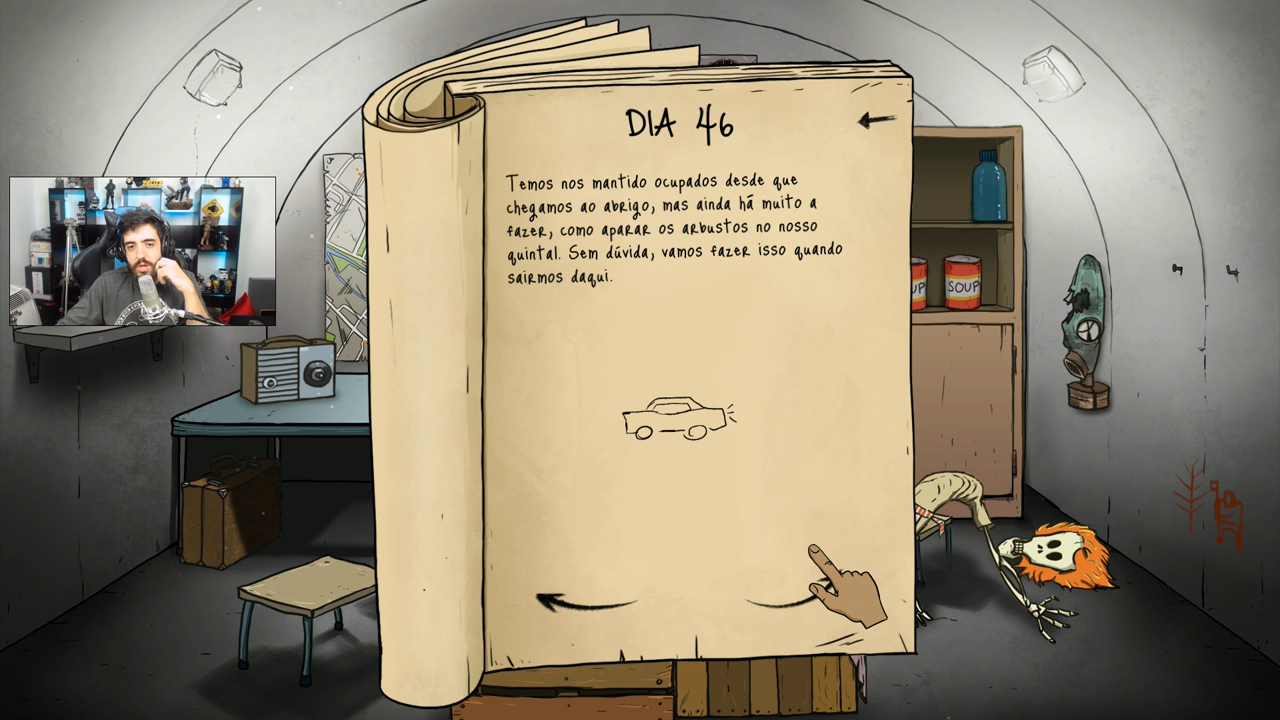 DIA 46
Temos nos mantido ocupados desde que
chegamos ao abrigo, mas ainda há muito a
fazer, como aparar os arbustos no nosso
quintal. Sem dúvida, vamos fazer isso quando
sairmos daqui.
UP
SOUP